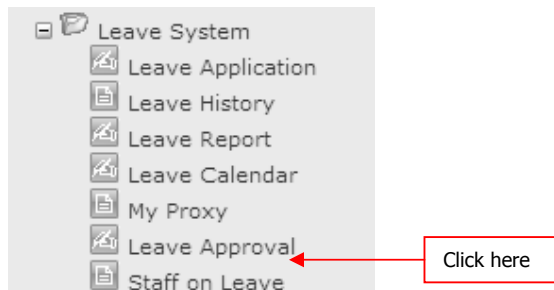 Leave System
Leave Application
Leave History
Leave Report
Leave Calendar
My Proxy
Leave Approval
Click here
Staff on Leave